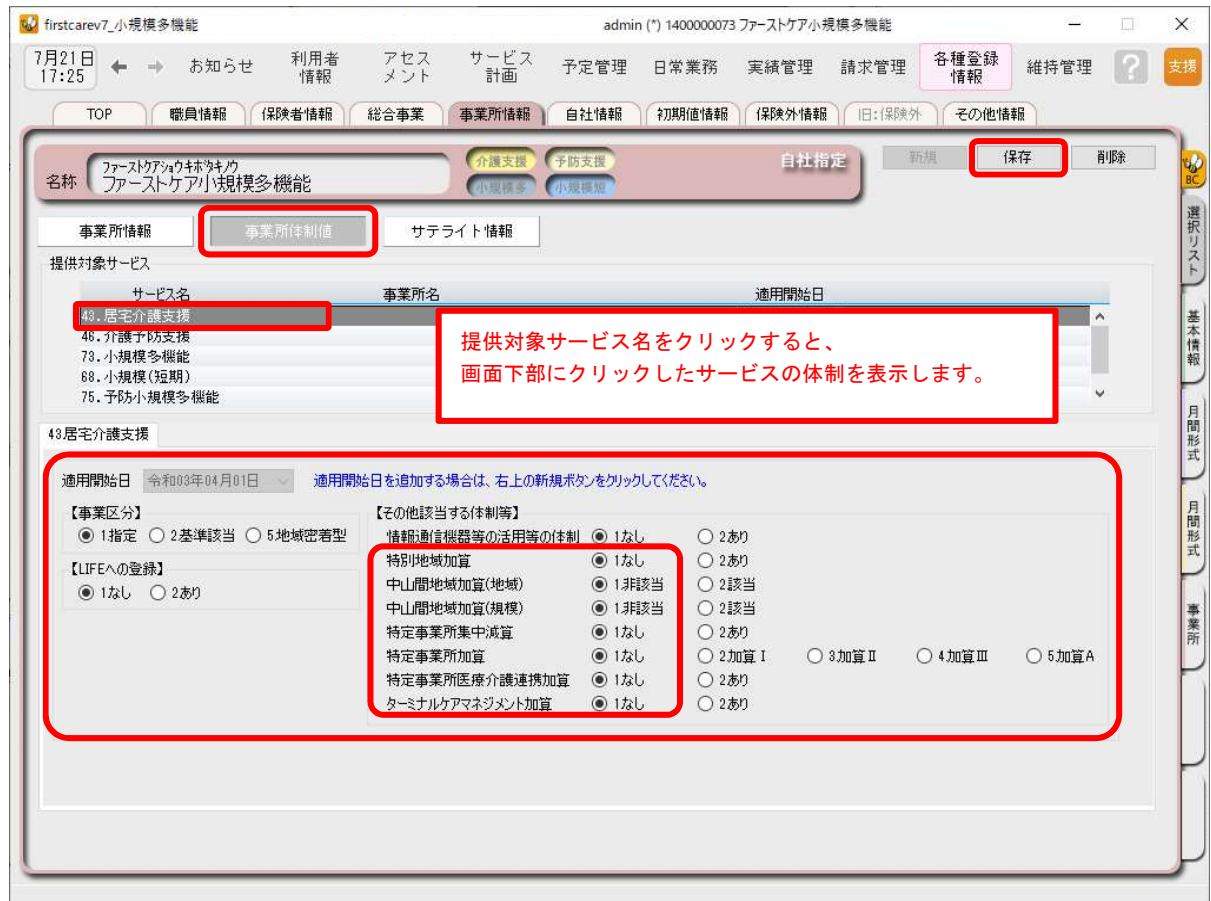 firstcarev7_小規模多機能
admin (*) 1400000073 ファーストケア小規模多機能
7月21日
17:25
お知らせ
利用者
情報
アセス
メント
サービス
計画
予定管理
日常業務
実績管理
請求管理
各種登録
情報
維持管理
?
支援
TOP
職員情報
保険者情報
総合事業
事業所情報
自社情報
初期値情報
保険外情報
旧:保険外
その他情報
名称
ファーストケアショウキボタキノウ
ファーストケア小規模多機能
介護支援
予防支援
小規模多
小規模短
自社指定
新規
保存
削除
BC
選択リスト
基本情報
月間形式
月間形式
事業所
事業所情報
事業所体制値
サテライト情報
提供対象サービス
サービス名 事業所名 適用開始日
43.居宅介護支援
46.介護予防支援
73.小規模多機能
68.小規模(短期)
75.予防小規模多機能
提供対象サービス名をクリックすると、
画面下部にクリックしたサービスの体制を表示します。
43居宅介護支援
適用開始日 令和03年04月01日 適用開始日を追加する場合は、右上の新規ボタンをクリックしてください。
【事業区分】
1指定 2基準該当 5地域密着型
【LIFEへの登録】
1なし 2あり
【その他該当する体制等】
情報通信機器等の活用等の体制 1なし 2あり
特別地域加算 1なし 2あり
中山間地域加算(地域) 1非該当 2該当
中山間地域加算(規模) 1非該当 2該当
特定事業所集中減算 1なし 2あり
特定事業所加算 1なし 2加算Ⅰ 3加算Ⅱ 4加算Ⅲ 5加算A
特定事業所医療介護連携加算 1なし 2あり
ターミナルケアマネジメント加算 1なし 2あり